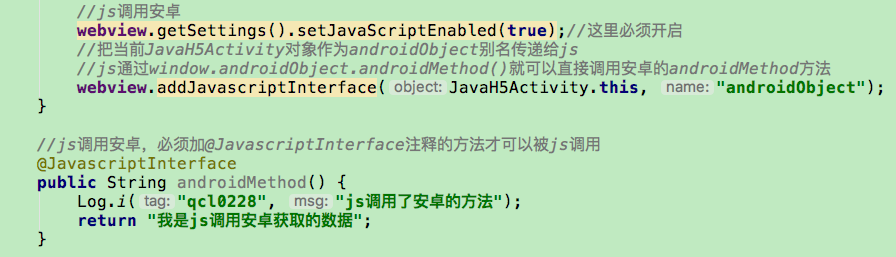 //js调用安卓
webview.getSettings().setJavaScriptEnabled(true);//这里必须开启
//把当前JavaH5Activity对象作为androidObject别名传递给js
//js通过window.androidObject.androidMethod()就可以直接调用安卓的androidMethod方法
webview.addJavascriptInterface( object: JavaH5Activity.this, name: "androidObject");
}
//js调用安卓，必须加@JavascriptInterface注释的方法才可以被js调用
@JavascriptInterface
public String androidMethod() {
Log.i( tag: "qcl0228", msg: "js调用了安卓的方法");
return "我是js调用安卓获取的数据";
}